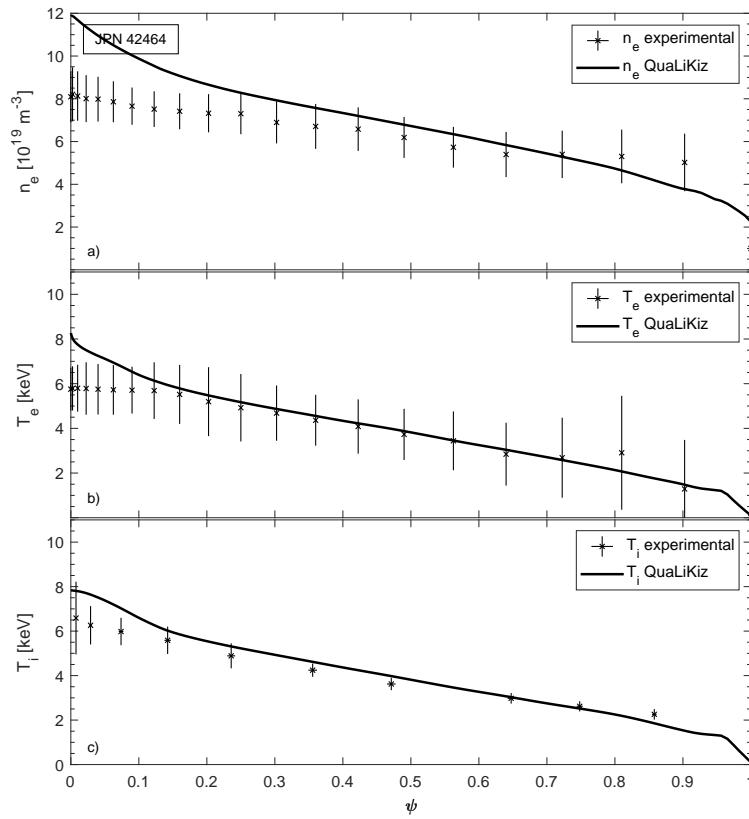 12
10
8
6
4
2
n_e [10^19 m^-3]
JPN 42464
n_e experimental
n_e QuaLiKiz
a)
10
8
6
4
2
T_e [keV]
T_e experimental
T_e QuaLiKiz
b)
10
8
6
4
2
0
T_i [keV]
T_i experimental
T_i QuaLiKiz
c)
0 0.1 0.2 0.3 0.4 0.5 0.6 0.7 0.8 0.9
ψ